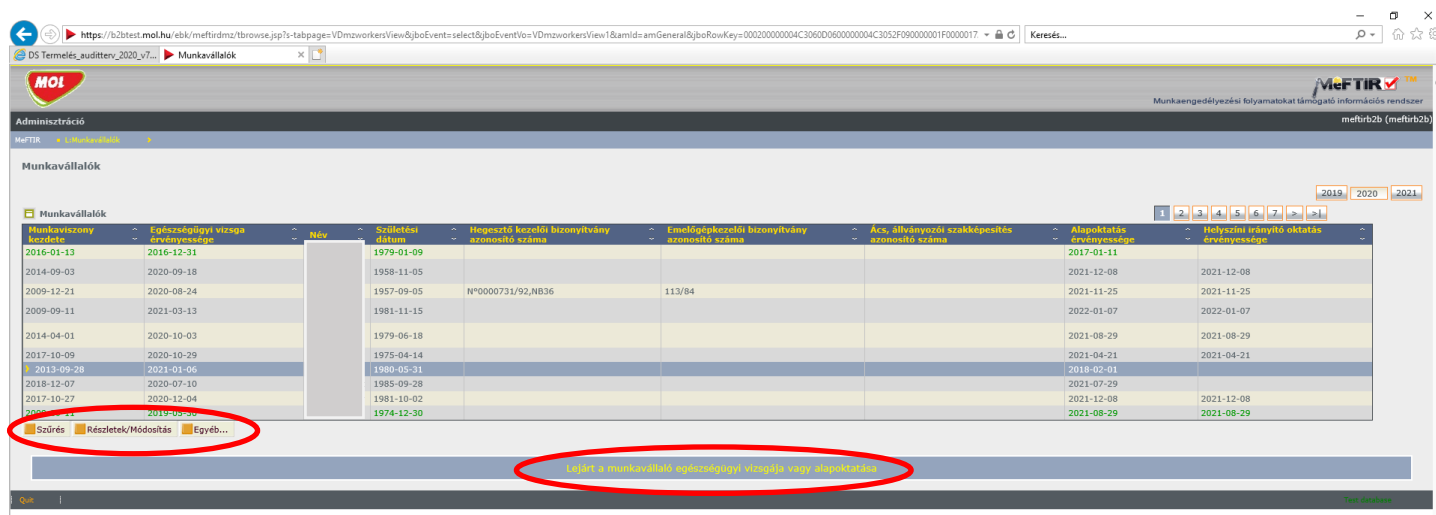 https://b2btest.mol.hu/ebk/meftirdmz/tbrowse.jsp?s-tabpage=VDmzworkersView&jboEvent=select&jboEventVo=VDmzworkersView1&amId=amGeneral&jboRowKey=000200000004C3060D0600000004C3052F090000001F0000017. Keresés...
DS Termelés_auditterv_2020_v7... Munkavállalók
MOL
MeFTIR TM
Munkaengedélyezési folyamatokat támogató információs rendszer
Adminisztráció meftirb2b (meftirb2b)
MeFTIR L:Munkavállalók
Munkavállalók
2019 2020 2021
Munkavállalók 1 2 3 4 5 6 7 > >|
Munkaviszony kezdete Egészségügyi vizsga érvényessége Név Születési dátum Hegesztő kezelői bizonyítvány azonosító száma Emelőgépkezelői bizonyítvány azonosító száma Ács, állványozói szakképesítés azonosító száma Alapoktatás érvényessége Helyszíni irányító oktatás érvényessége
2016-01-13 2016-12-31 1979-01-09 2017-01-11
2014-09-03 2020-09-18 1958-11-05 2021-12-08 2021-12-08
2009-12-21 2020-08-24 1957-09-05 Nº0000731/92,NB36 113/84 2021-11-25 2021-11-25
2009-09-11 2021-03-13 1981-11-15 2022-01-07 2022-01-07
2014-04-01 2020-10-03 1979-06-18 2021-08-29 2021-08-29
2017-10-09 2020-10-29 1975-04-14 2021-04-21 2021-04-21
2013-09-28 2021-01-06 1980-05-31 2018-02-01
2018-12-07 2020-07-10 1985-09-28 2021-07-29
2017-10-27 2020-12-04 1981-10-02 2021-12-08 2021-12-08
1974-12-30 2021-08-29 2021-08-29
Szűrés Részletek/Módosítás Egyéb...
Lejárt a munkavállaló egészségügyi vizsgája vagy alapoktatása
| Quit |